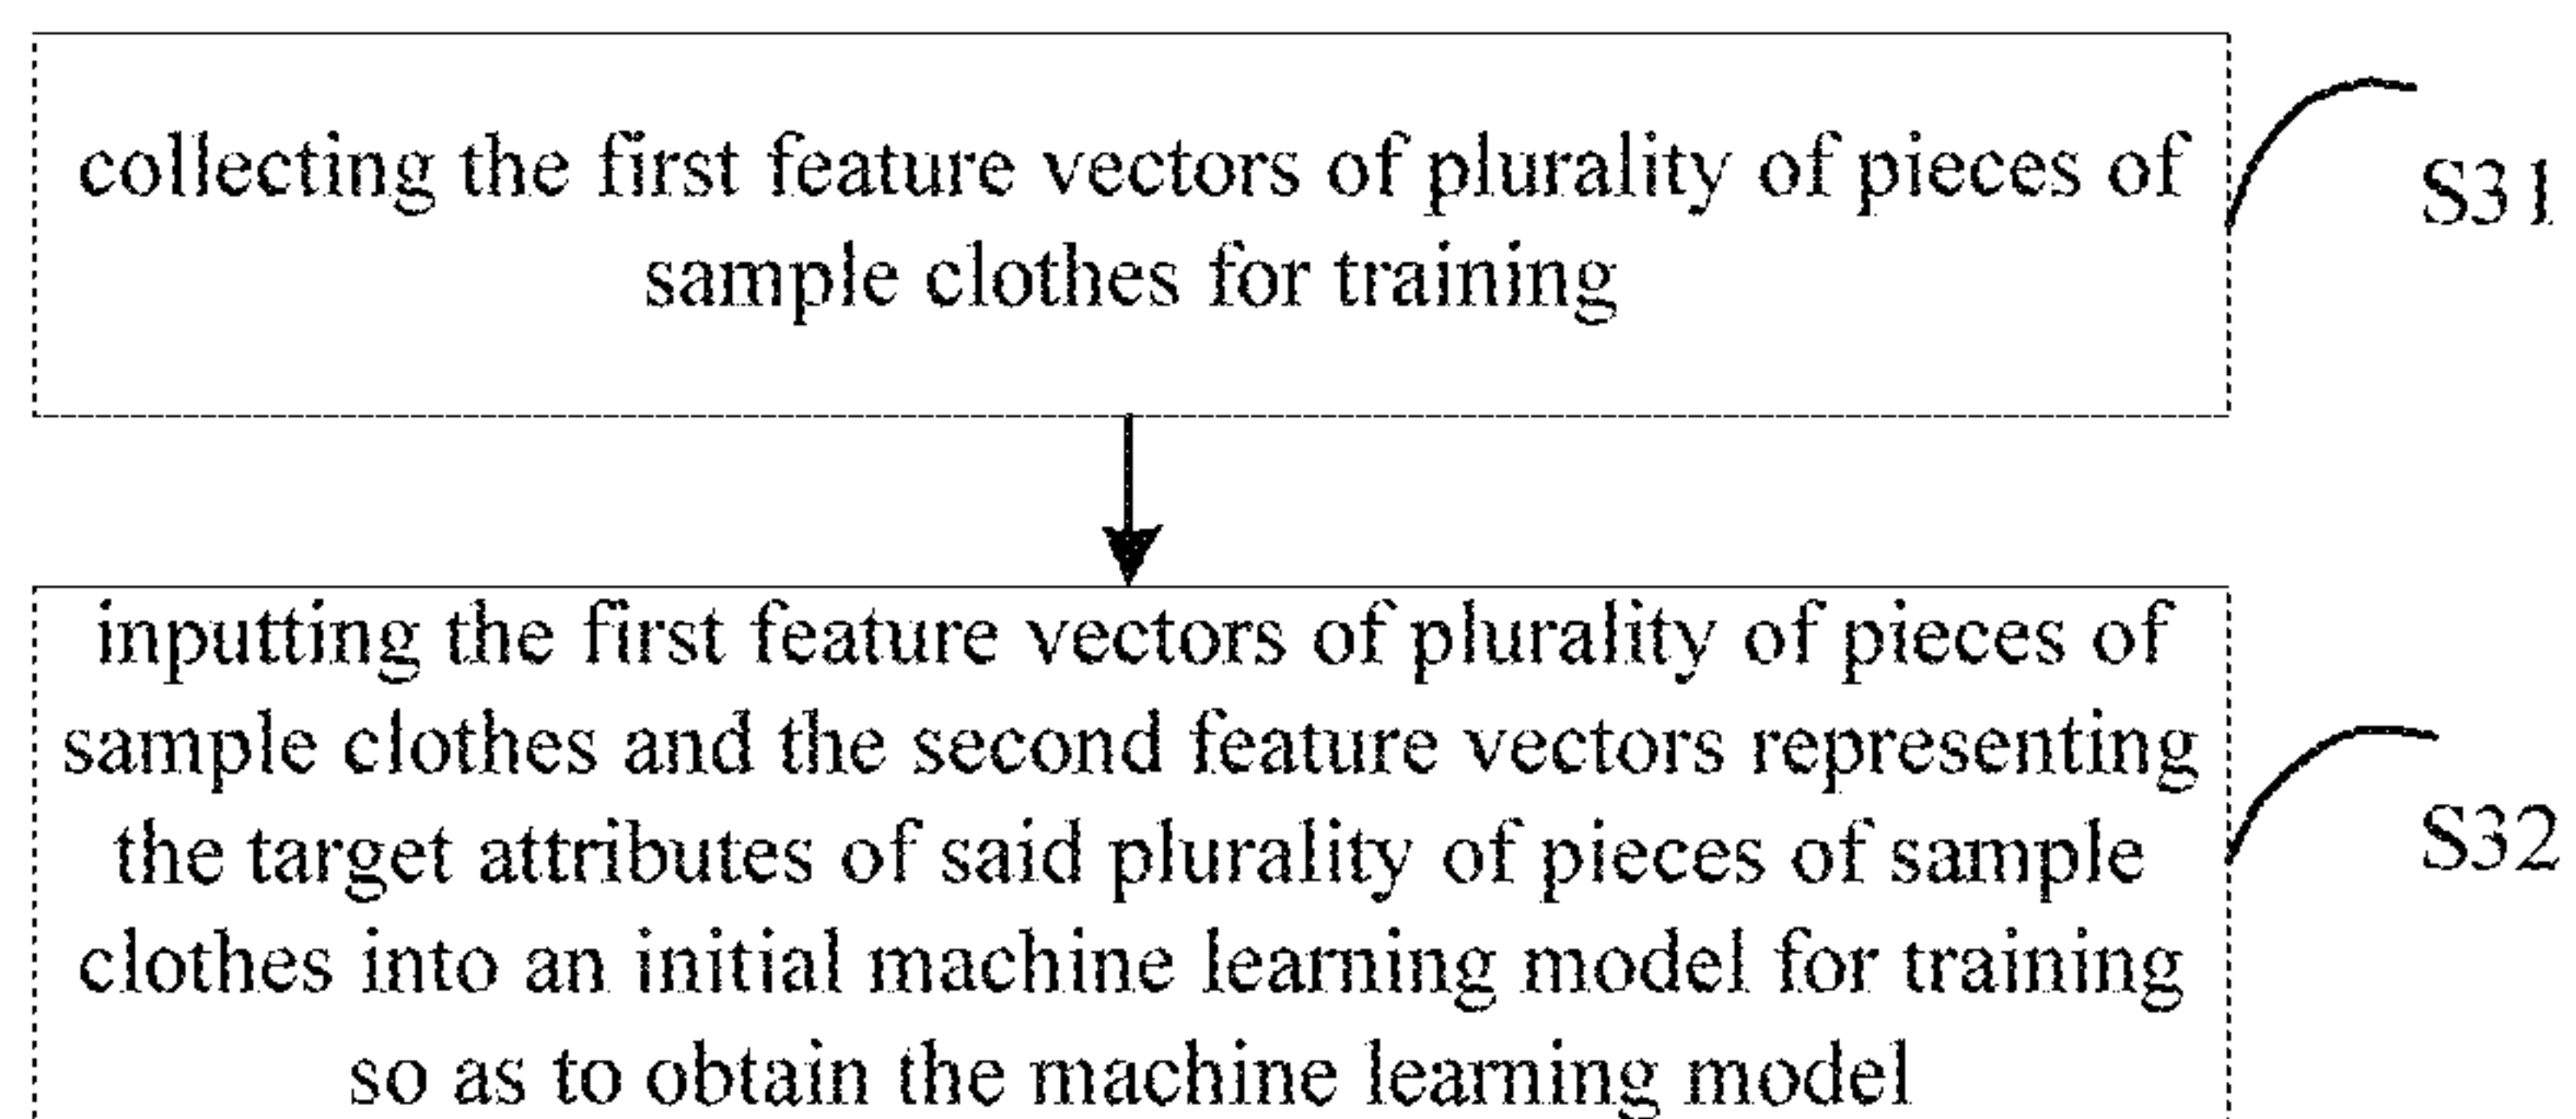 collecting the first feature vectors of plurality of pieces of
sample clothes for training
S31
inputting the first feature vectors of plurality of pieces of
sample clothes and the second feature vectors representing
the target attributes of said plurality of pieces of sample
clothes into an initial machine learning model for training
so as to obtain the machine learning model
S32